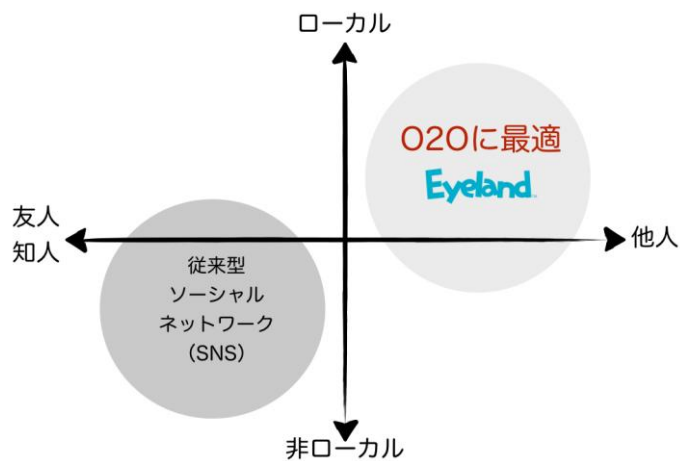 ローカル
O2Oに最適
Eyeland™
友人
知人
他人
従来型
ソーシャル
ネットワーク
（SNS）
非ローカル